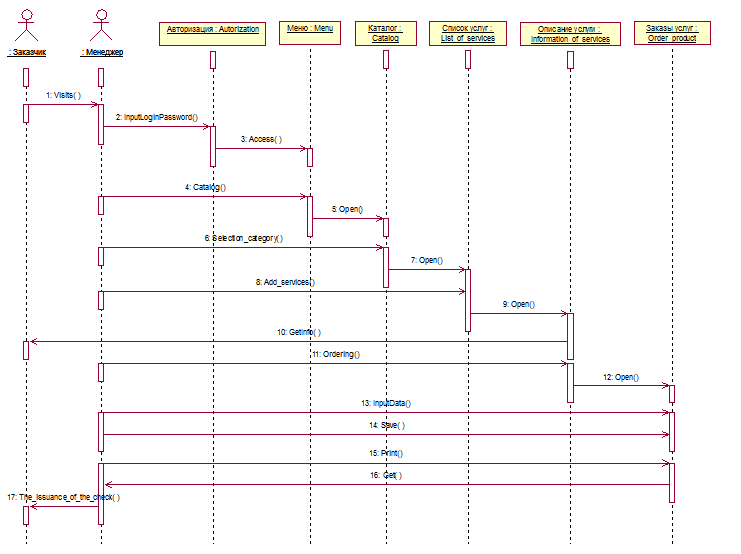 : Заказчик
: Менеджер
Авторизация : Autorization
Меню : Menu
Каталог :
Catalog
Список услуг :
List_of_services
Описание услуги :
Information_of_services
Заказы услуг :
Order_product
1: Visits( )
2: InputLoginPassword()
3: Access( )
4: Catalog()
5: Open()
6: Selection_category()
7: Open()
8: Add_services()
9: Open()
10: GetInfo( )
11: Ordering()
12: Open()
13: InputData()
14: Save( )
15: Print()
16: Get( )
17: The_issuance_of_the_check( )